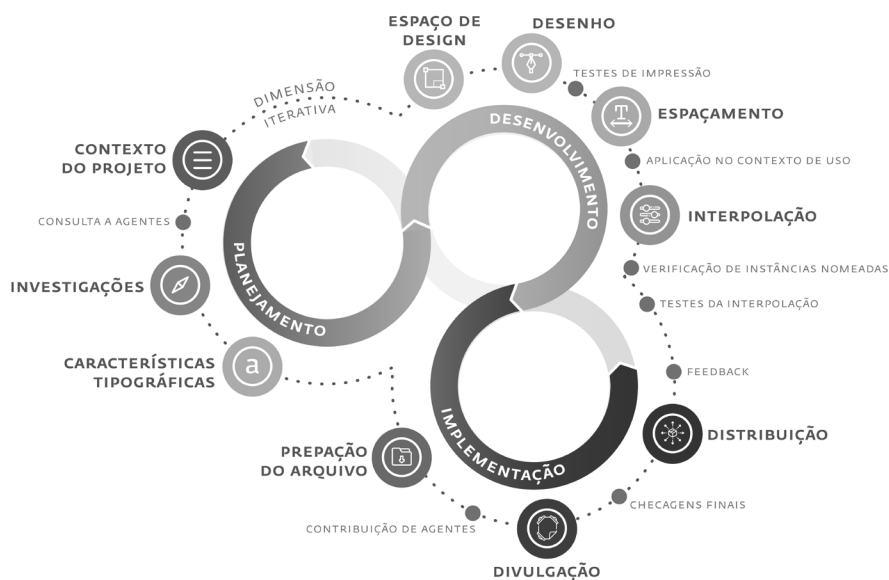 ESPAÇO DE
DESIGN
DESENHO
TESTES DE IMPRESSÃO
DIMENSÃO
ITERATIVA
ESPAÇAMENTO
DESENVOLVIMENTO
CONTEXTO
DO PROJETO
APLICAÇÃO NO CONTEXTO DE USO
CONSULTA A AGENTES
INTERPOLAÇÃO
PLANEJAMENTO
VERIFICAÇÃO DE INSTÂNCIAS NOMEADAS
INVESTIGAÇÕES
TESTES DA INTERPOLAÇÃO
CARACTERÍSTICAS
TIPOGRÁFICAS
a
FEEDBACK
IMPLEMENTAÇÃO
DISTRIBUIÇÃO
PREPAÇÃO
DO ARQUIVO
CHECAGENS FINAIS
CONTRIBUIÇÃO DE AGENTES
DIVULGAÇÃO